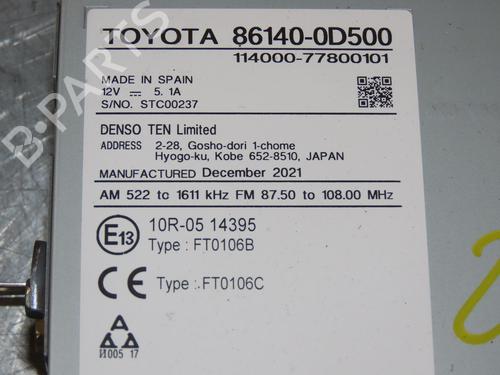 TOYOTA 86140-0D500
114000-77800101
MADE IN SPAIN
12V ⎓ 5.1A
S/NO. STC00237
DENSO TEN Limited
ADDRESS 2-28, Gosho-dori 1-chome
Hyogo-ku, Kobe 652-8510, JAPAN
MANUFACTURED December 2021
AM 522 to 1611 kHz FM 87.50 to 108.00 MHz
E13 10R-05 14395
Type : FT0106B
CE Type : FT0106C
И005 17
B-PARTS